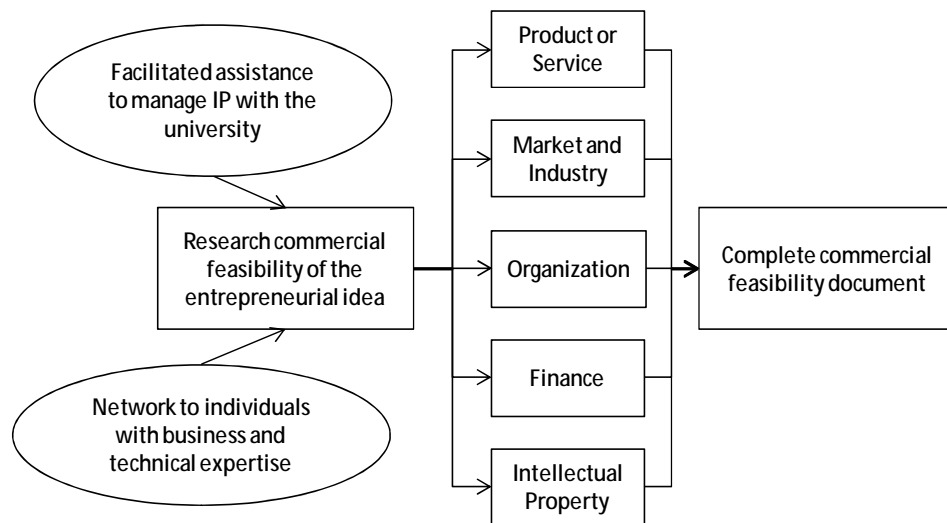 Facilitated assistance
to manage IP with the
university
Network to individuals
with business and
technical expertise
Research commercial
feasibility of the
entrepreneurial idea
Product or
Service
Market and
Industry
Organization
Finance
Intellectual
Property
Complete commercial
feasibility document